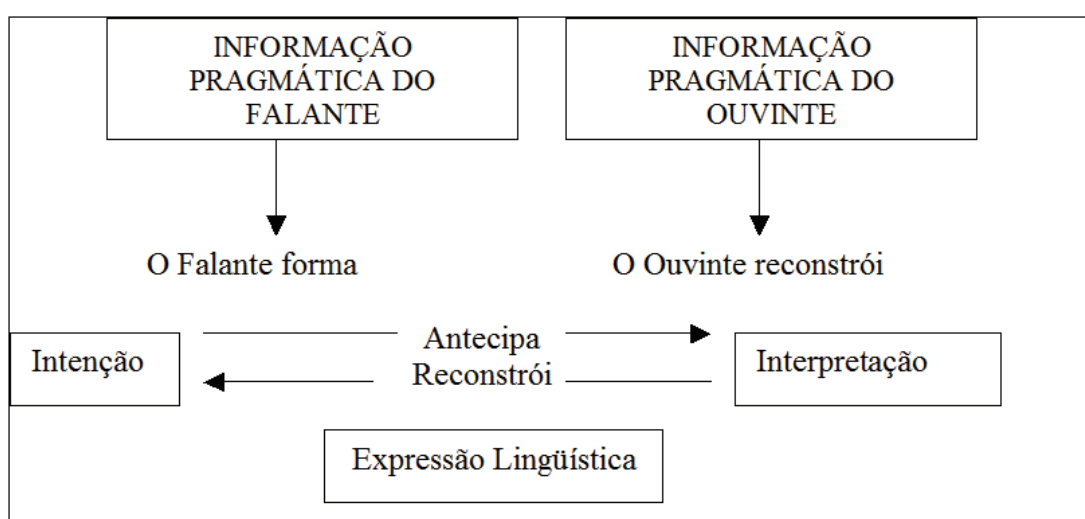 INFORMAÇÃO
PRAGMÁTICA DO
FALANTE
INFORMAÇÃO
PRAGMÁTICA DO
OUVINTE
O Falante forma
O Ouvinte reconstrói
Intenção
Antecipa
Reconstrói
Interpretação
Expressão Lingüística